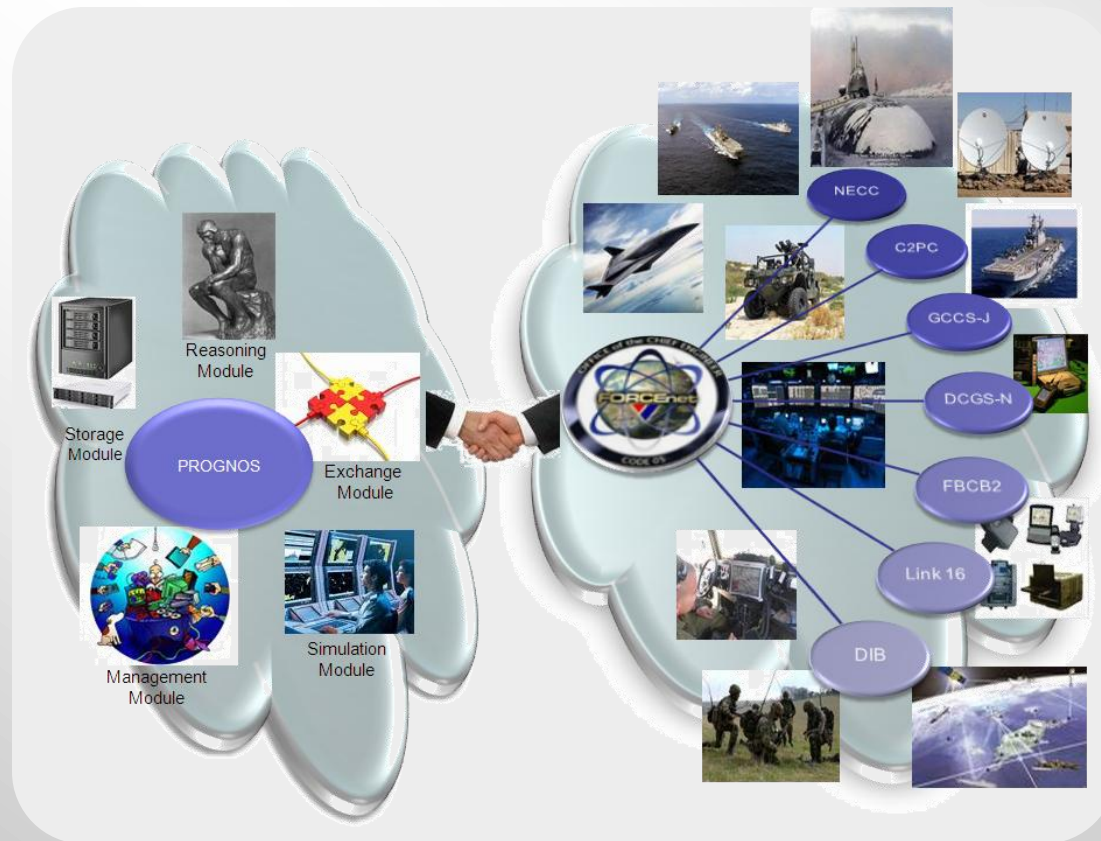 Reasoning
Module
Storage
Module
PROGNOS
Exchange
Module
Management
Module
Simulation
Module
OFFICE of the CHIEF ENGINEER
FORCEnet
CODE 05
NECC
C2PC
GCCS-J
DCGS-N
FBCB2
Link 16
DIB